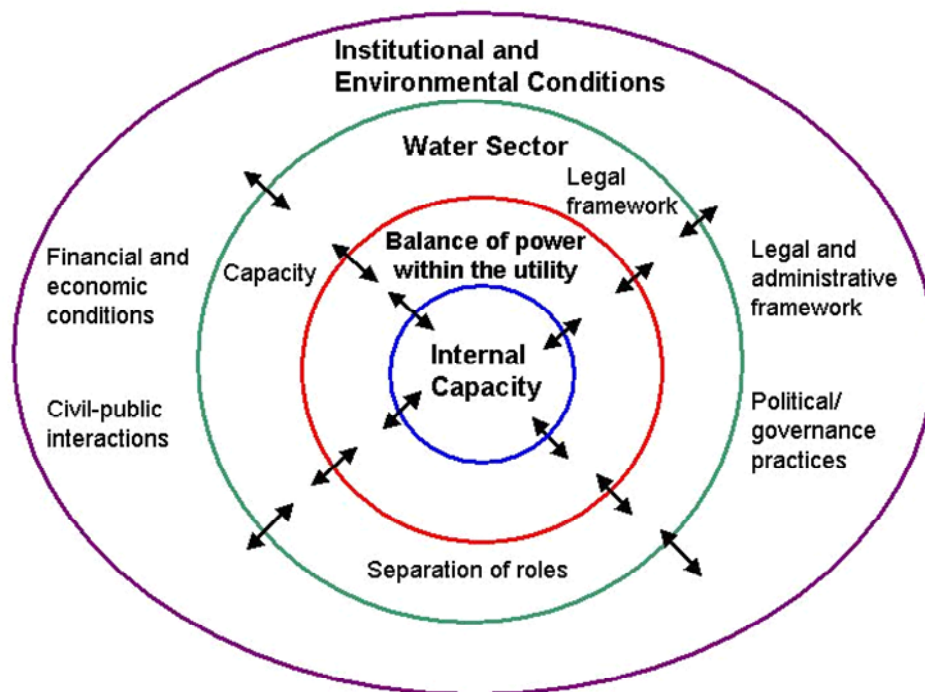 Institutional and
Environmental Conditions
Water Sector
Legal
framework
Balance of power
within the utility
Capacity
Financial and
economic
conditions
Legal and
administrative
framework
Internal
Capacity
Civil-public
interactions
Political/
governance
practices
Separation of roles